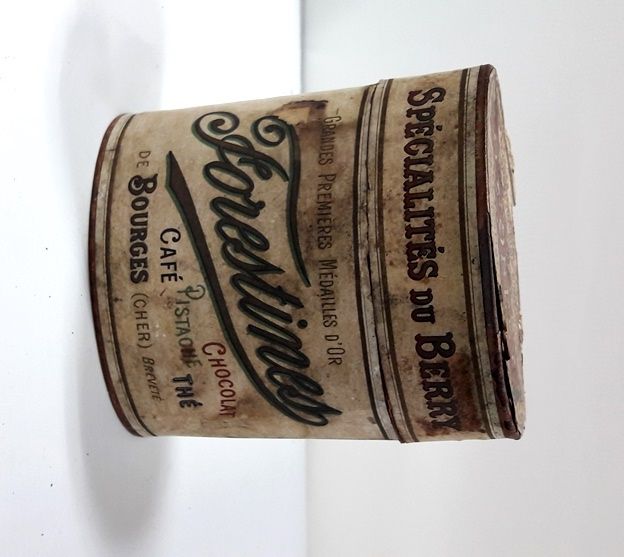 SPÉCIALITÉS DU BERRY
-GRANDES PREMIÈRES MÉDAILLES D'OR
Forestines
CHOCOLAT
CAFÉ PISTACHE THÉ
DE BOURGES (CHER) BREVETÉ